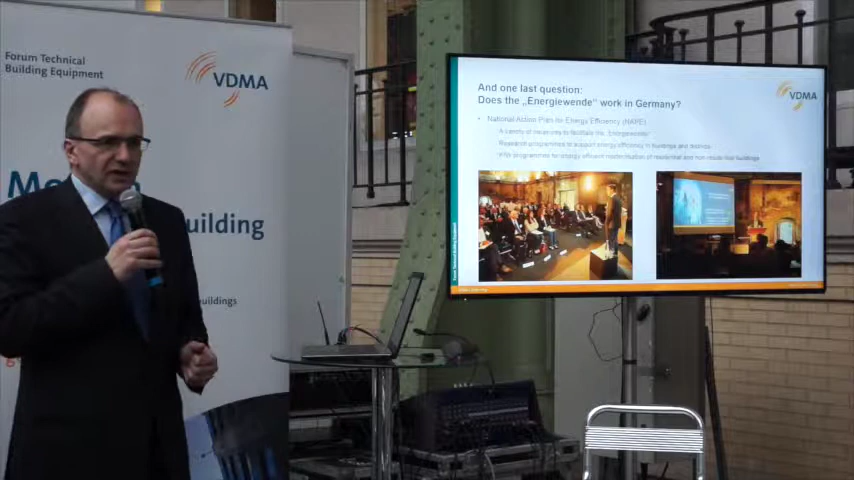 Forum Technical
Building Equipment
VDMA
uilding
uildings
And one last question:
Does the „Energiewende“ work in Germany?
VDMA
• National Action Plan for Energy Efficiency (NAPE)
A variety of measures to facilitate the „Energiewende“
Research programmes to support energy efficiency in buildings and districts
KfW programmes for energy efficient modernisation of residential and non-residential buildings